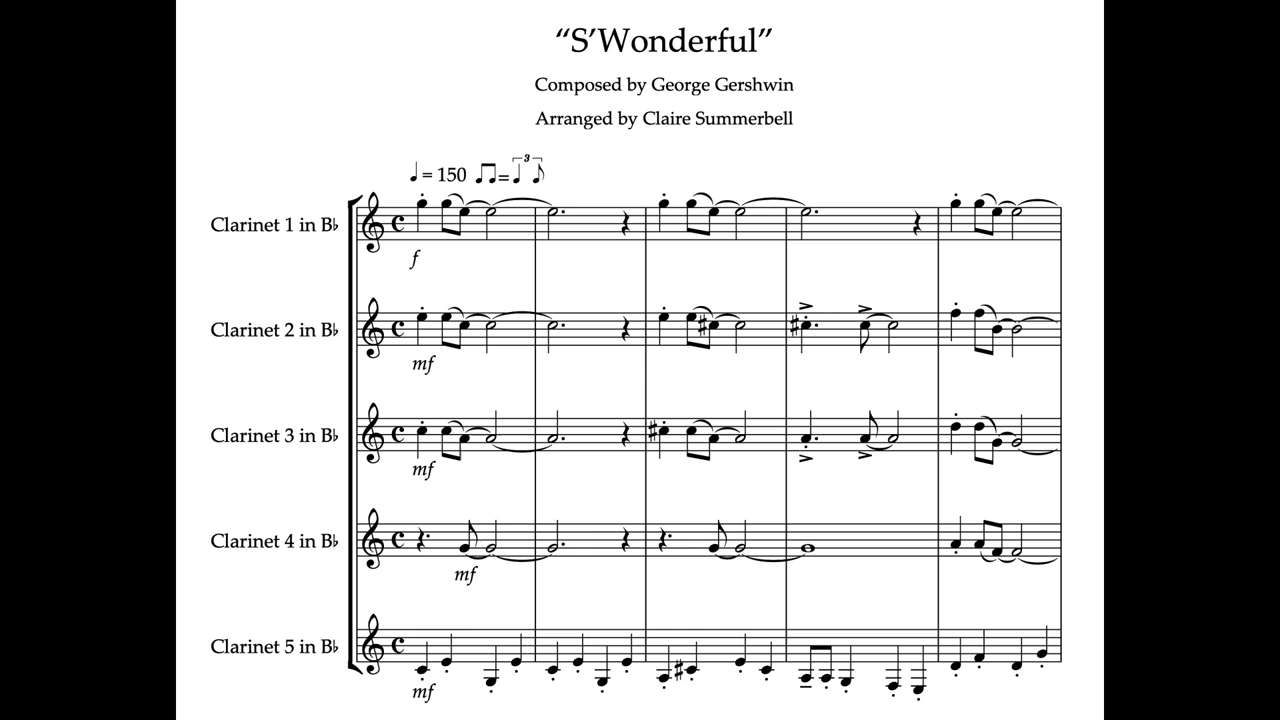 “S’Wonderful”
Composed by George Gershwin
Arranged by Claire Summerbell
= 150 = 3
Clarinet 1 in B♭
f
Clarinet 2 in B♭
mf
Clarinet 3 in B♭
mf
Clarinet 4 in B♭
mf
Clarinet 5 in B♭
mf